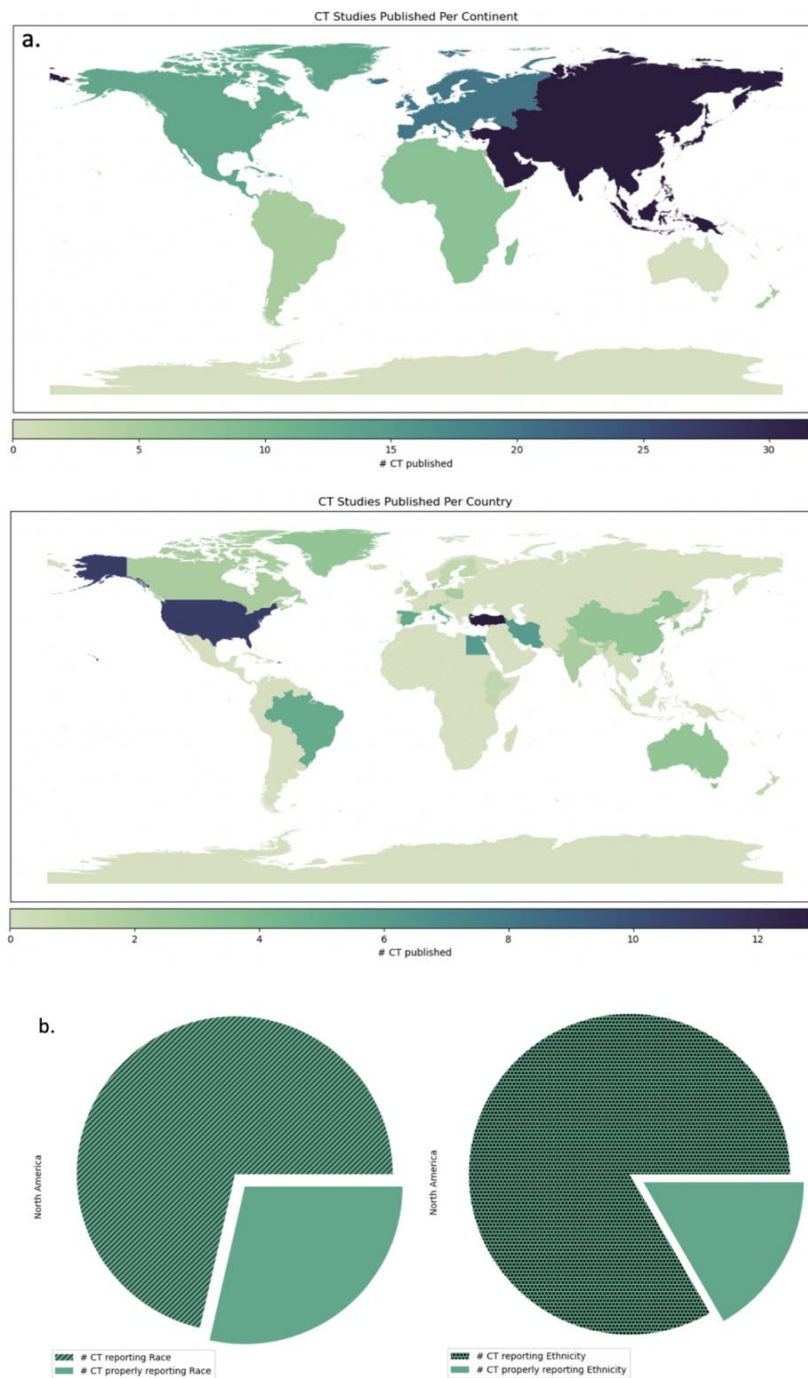 CT Studies Published Per Continent
a.
0 5 10 15 20 25 30
# CT published
CT Studies Published Per Country
0 2 4 6 8 10 12
# CT published
b.
North America
North America
# CT reporting Race
# CT properly reporting Race
# CT reporting Ethnicity
# CT properly reporting Ethnicity